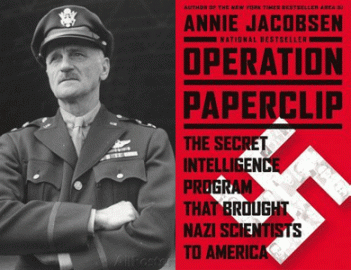 AUTHOR OF THE NEW YORK TIMES BESTSELLER AREA 51
ANNIE JACOBSEN
NATIONAL BESTSELLER
OPERATION
PAPERCLIP
THE SECRET
INTELLIGENCE
PROGRAM
THAT BROUGHT
NAZI SCIENTISTS
TO AMERICA